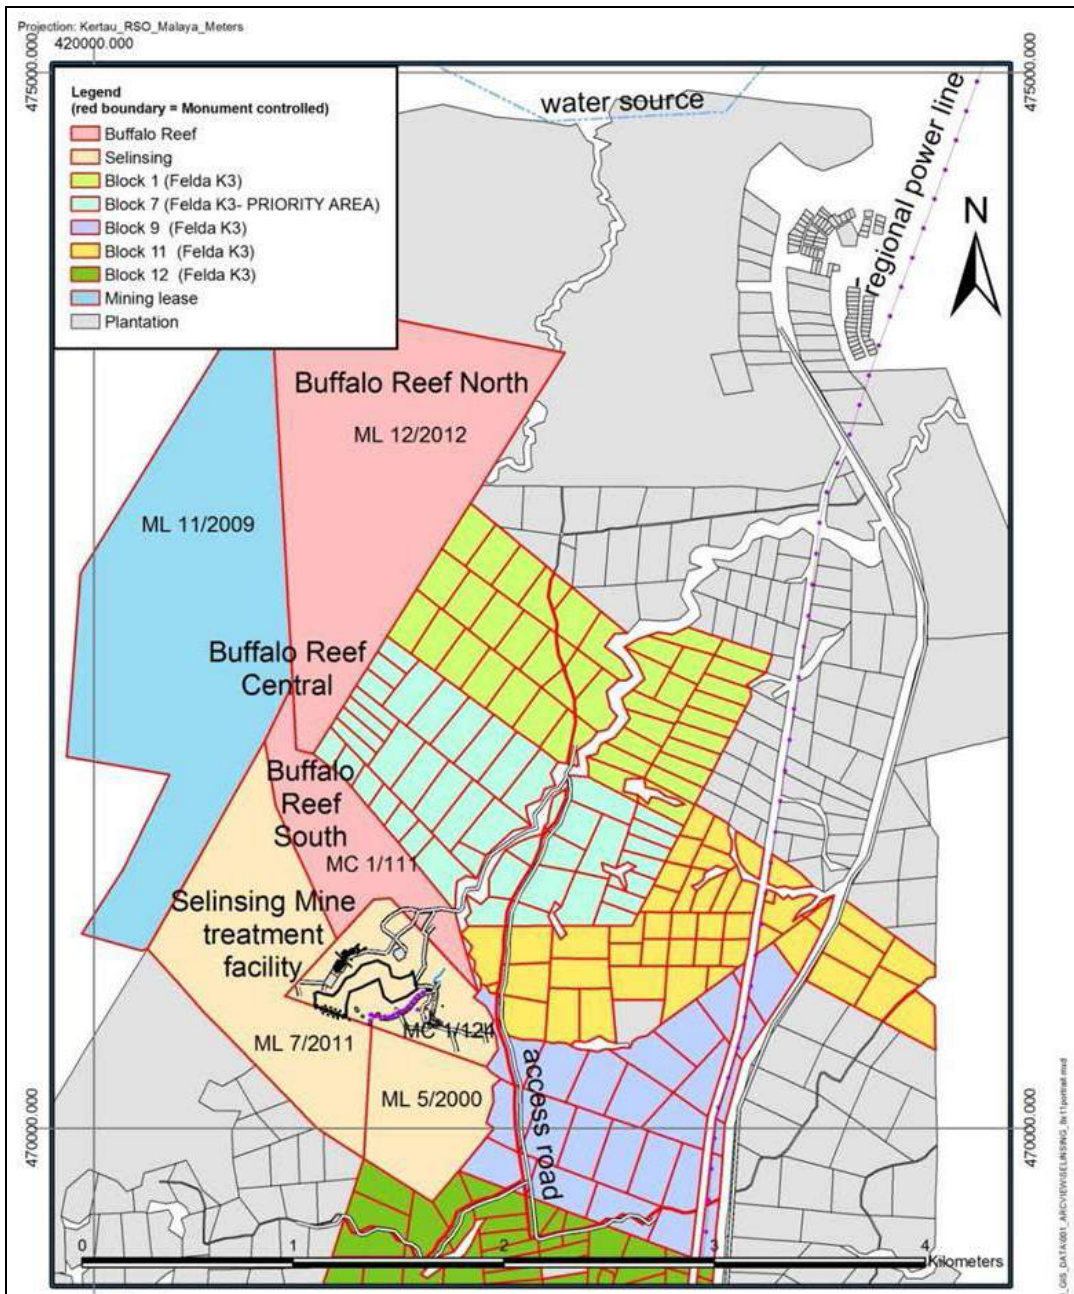 Projection: Kertau_RSO_Malaya_Meters
420000.000
475000.000
475000.000
Legend
(red boundary = Monument controlled)
Buffalo Reef
Selinsing
Block 1 (Felda K3)
Block 7 (Felda K3- PRIORITY AREA)
Block 9 (Felda K3)
Block 11 (Felda K3)
Block 12 (Felda K3)
Mining lease
Plantation
water source
regional power line
N
Buffalo Reef North
ML 12/2012
ML 11/2009
Buffalo Reef
Central
Buffalo
Reef
South
MC 1/111
Selinsing Mine
treatment
facility
MC 1/124
ML 7/2011
ML 5/2000
access road
470000.000
470000.000
0 1 2 3 4
Kilometers